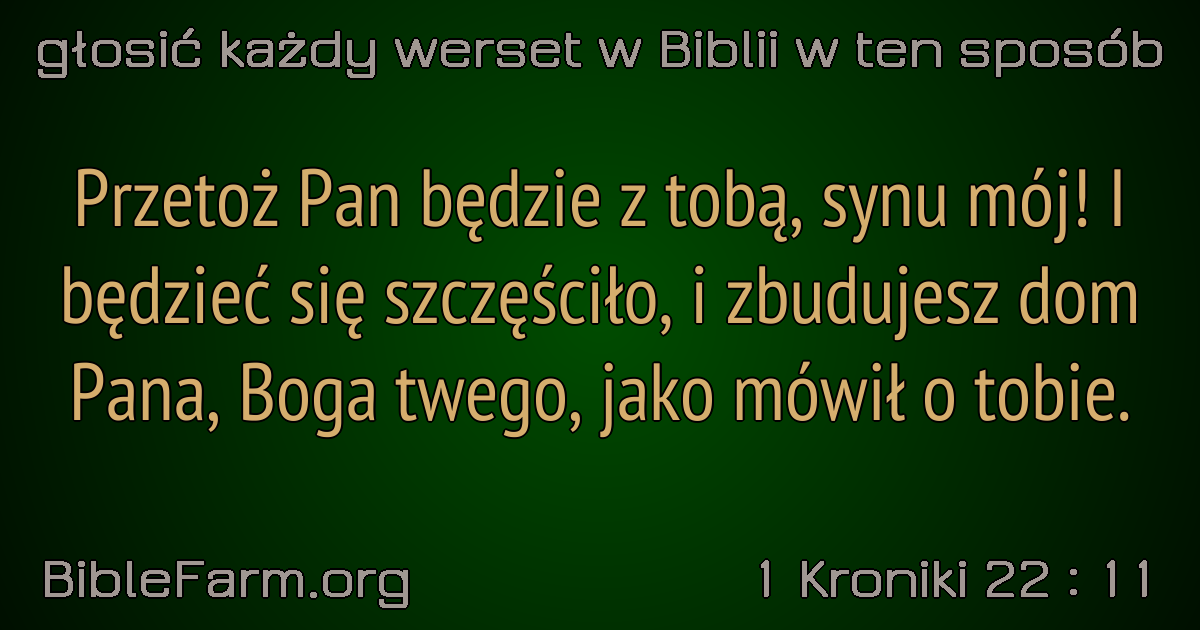 głosić każdy werset w Biblii w ten sposób
Przetoż Pan będzie z tobą, synu mój! I
będzieć się szczęściło, i zbudujesz dom
Pana, Boga twego, jako mówił o tobie.
BibleFarm.org
1 Kroniki 22 : 11